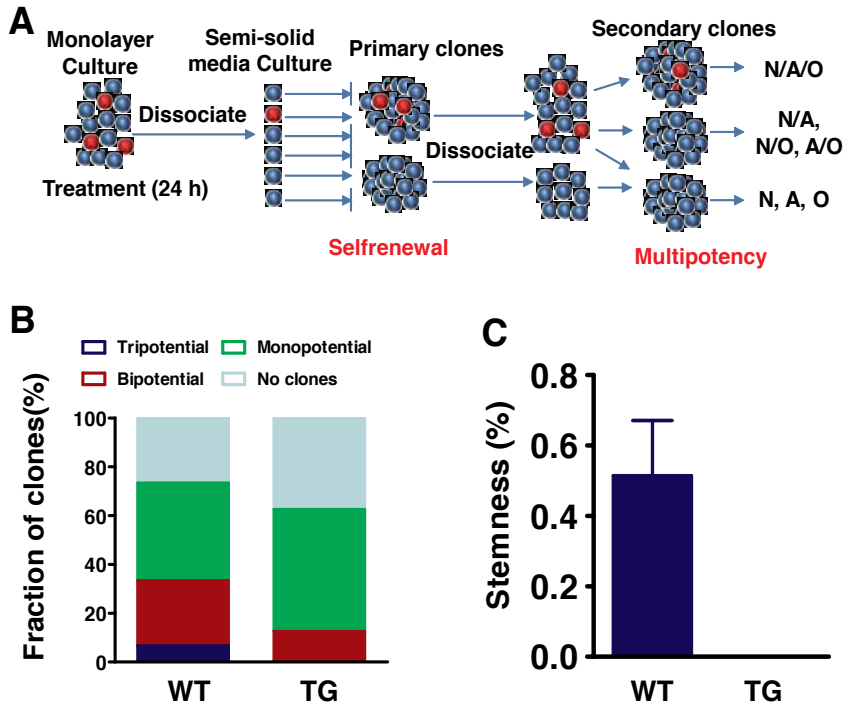 A
Monolayer
Culture
Dissociate
Treatment (24 h)
Semi-solid
media Culture
Primary clones
Dissociate
Selfrenewal
Secondary clones
N/A/O
N/A,
N/O, A/O
N, A, O
Multipotency
B
Tripotential
Monopotential
Bipotential
No clones
Fraction of clones(%)
100
80
60
40
20
0
WT
TG
C
Stemness (%)
0.8
0.6
0.4
0.2
0.0
WT
TG